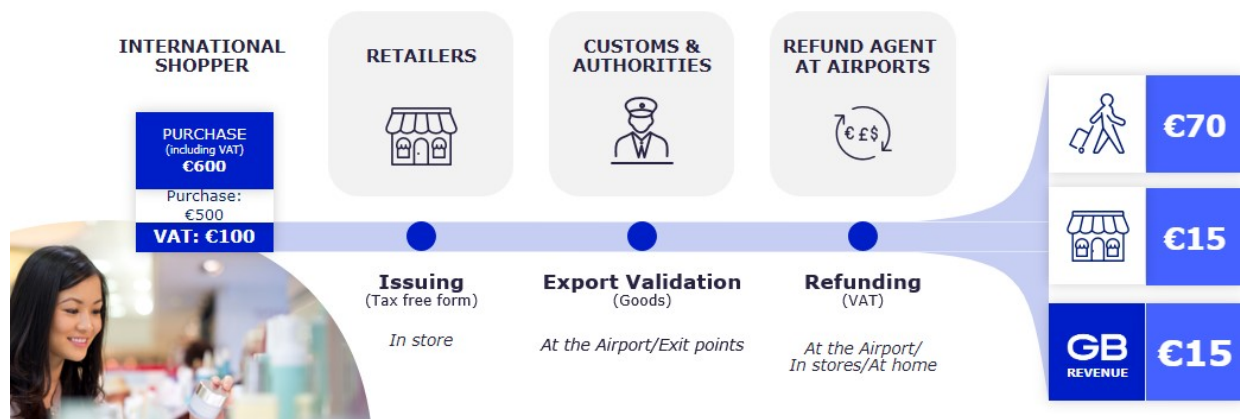 INTERNATIONAL
SHOPPER
PURCHASE
(including VAT)
€600
Purchase:
€500
VAT: €100
RETAILERS
CUSTOMS &
AUTHORITIES
REFUND AGENT
AT AIRPORTS
€ £ $
Issuing
(Tax free form)
In store
Export Validation
(Goods)
At the Airport/Exit points
Refunding
(VAT)
At the Airport/
In stores/At home
€70
€15
GB
REVENUE
€15